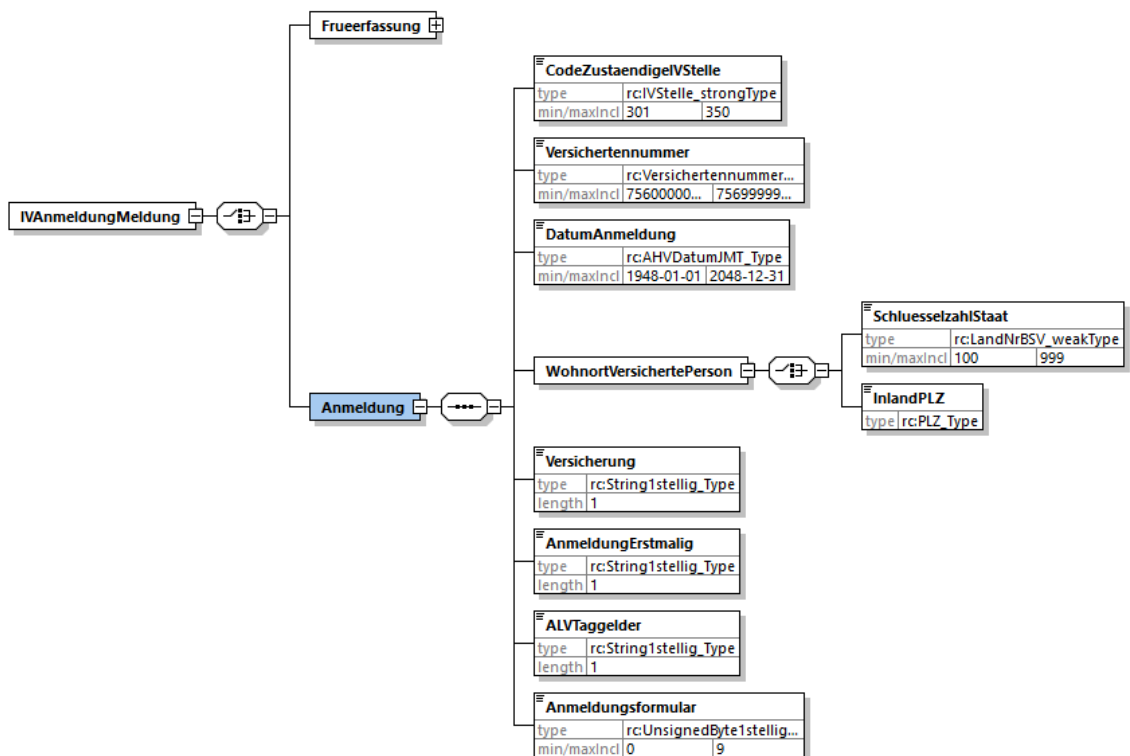 Frueerfassung
CodeZustaendigeIVStelle
type rc:IVStelle_strongType
min/maxIncl 301 350
Versichertennummer
type rc:Versichertennummer...
min/maxIncl 75600000... 75699999...
IVAnmeldungMeldung
DatumAnmeldung
type rc:AHVDatumJMT_Type
min/maxIncl 1948-01-01 2048-12-31
SchluesselzahlStaat
type rc:LandNrBSV_weakType
min/maxIncl 100 999
WohnortVersichertePerson
InlandPLZ
type rc:PLZ_Type
Anmeldung
Versicherung
type rc:String1stellig_Type
length 1
AnmeldungErstmalig
type rc:String1stellig_Type
length 1
ALVTaggelder
type rc:String1stellig_Type
length 1
Anmeldungsformular
type rc:UnsignedByte1stellig...
min/maxIncl 0 9